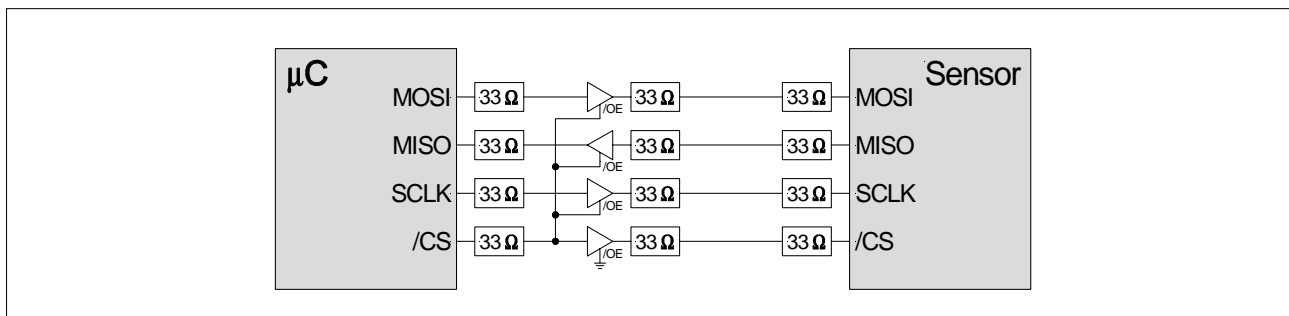 μC Sensor
MOSI 33 Ω /OE 33 Ω 33 Ω MOSI
MISO 33 Ω /OE 33 Ω 33 Ω MISO
SCLK 33 Ω /OE 33 Ω 33 Ω SCLK
/CS 33 Ω /OE 33 Ω 33 Ω /CS